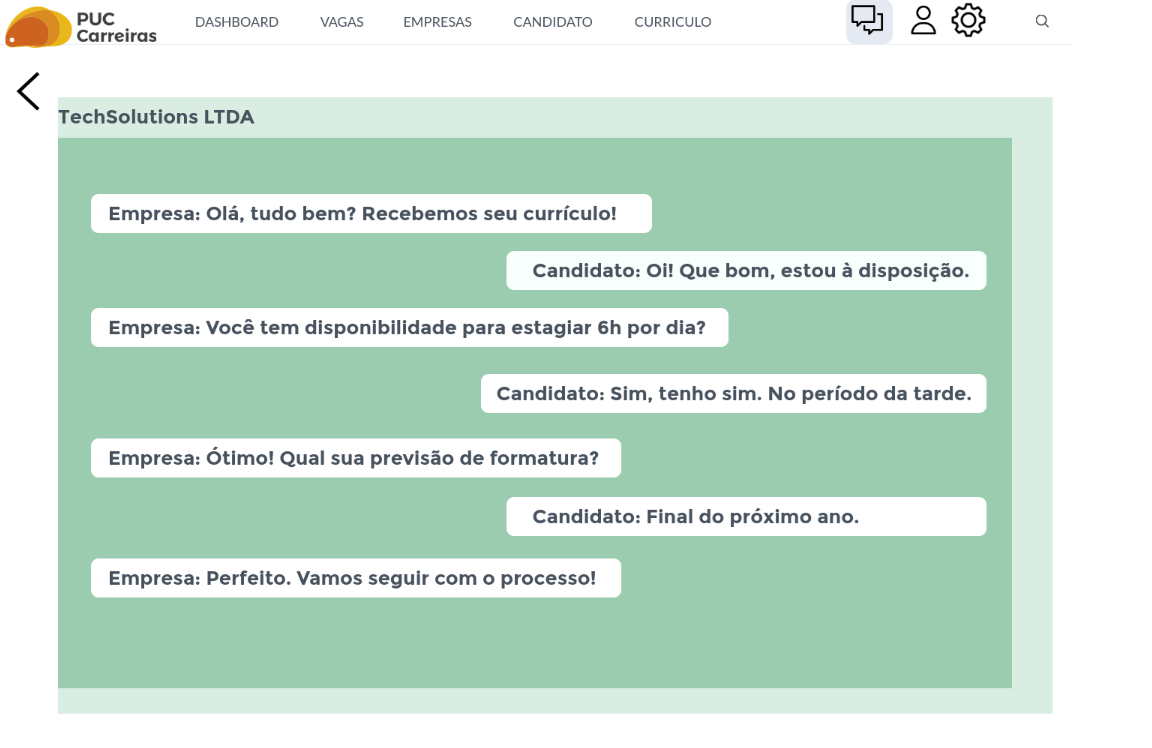 PUC
Carreiras
DASHBOARD VAGAS EMPRESAS CANDIDATO CURRICULO
TechSolutions LTDA
Empresa: Olá, tudo bem? Recebemos seu currículo!
Candidato: Oi! Que bom, estou à disposição.
Empresa: Você tem disponibilidade para estagiar 6h por dia?
Candidato: Sim, tenho sim. No período da tarde.
Empresa: Ótimo! Qual sua previsão de formatura?
Candidato: Final do próximo ano.
Empresa: Perfeito. Vamos seguir com o processo!